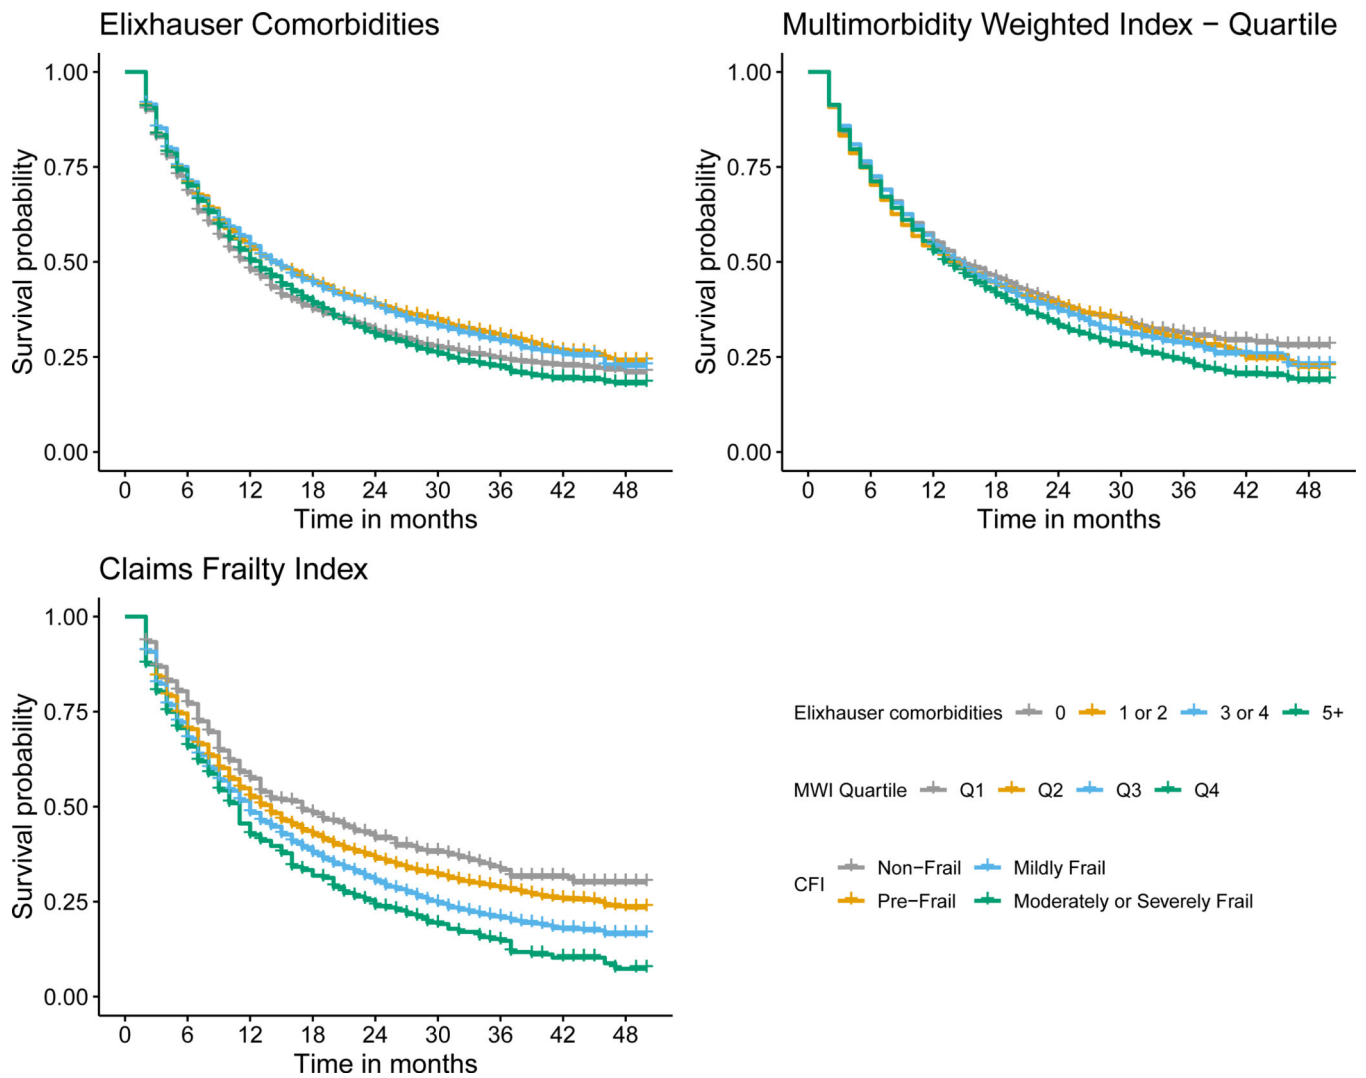 Elixhauser Comorbidities
Survival probability
1.00
0.75
0.50
0.25
0.00
0 6 12 18 24 30 36 42 48
Time in months
Multimorbidity Weighted Index − Quartile
Survival probability
1.00
0.75
0.50
0.25
0.00
0 6 12 18 24 30 36 42 48
Time in months
Claims Frailty Index
Survival probability
1.00
0.75
0.50
0.25
0.00
0 6 12 18 24 30 36 42 48
Time in months
Elixhauser comorbidities 0 1 or 2 3 or 4 5+
MWI Quartile Q1 Q2 Q3 Q4
CFI
Non−Frail Mildly Frail
Pre−Frail Moderately or Severely Frail